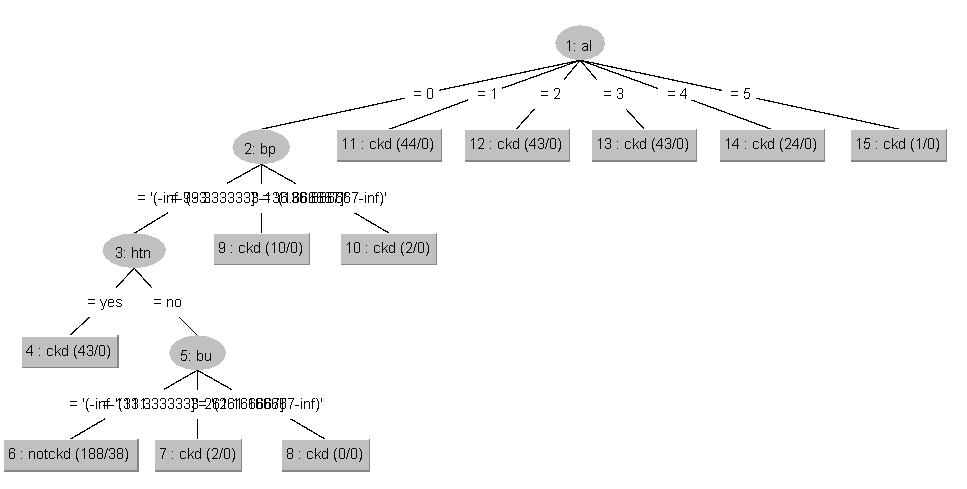 1: al
= 0
= 1
= 2
= 3
= 4
= 5
2: bp
11 : ckd (44/0)
12 : ckd (43/0)
13 : ckd (43/0)
14 : ckd (24/0)
15 : ckd (1/0)
3: htn
9 : ckd (10/0)
10 : ckd (2/0)
= yes
= no
4 : ckd (43/0)
5: bu
6 : notckd (188/38)
7 : ckd (2/0)
8 : ckd (0/0)